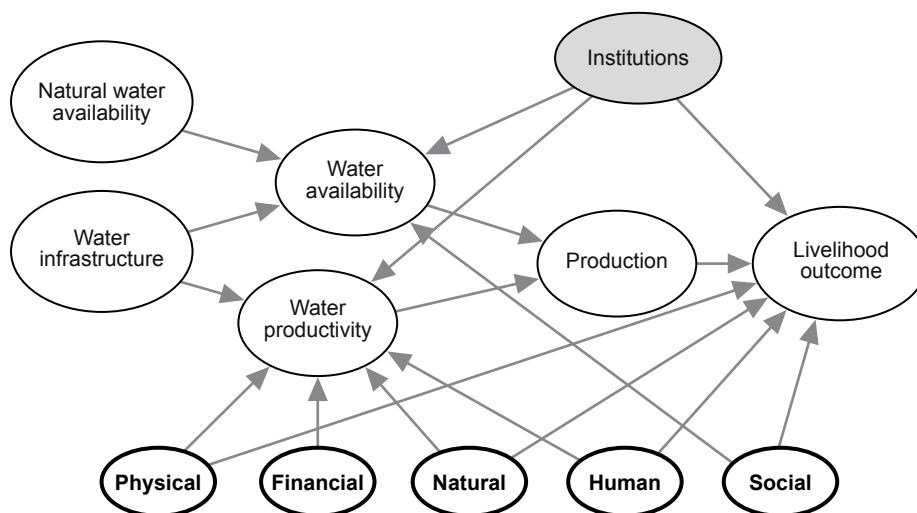 Institutions
Natural water
availability
Water
availability
Water
infrastructure
Production
Livelihood
outcome
Water
productivity
Physical
Financial
Natural
Human
Social